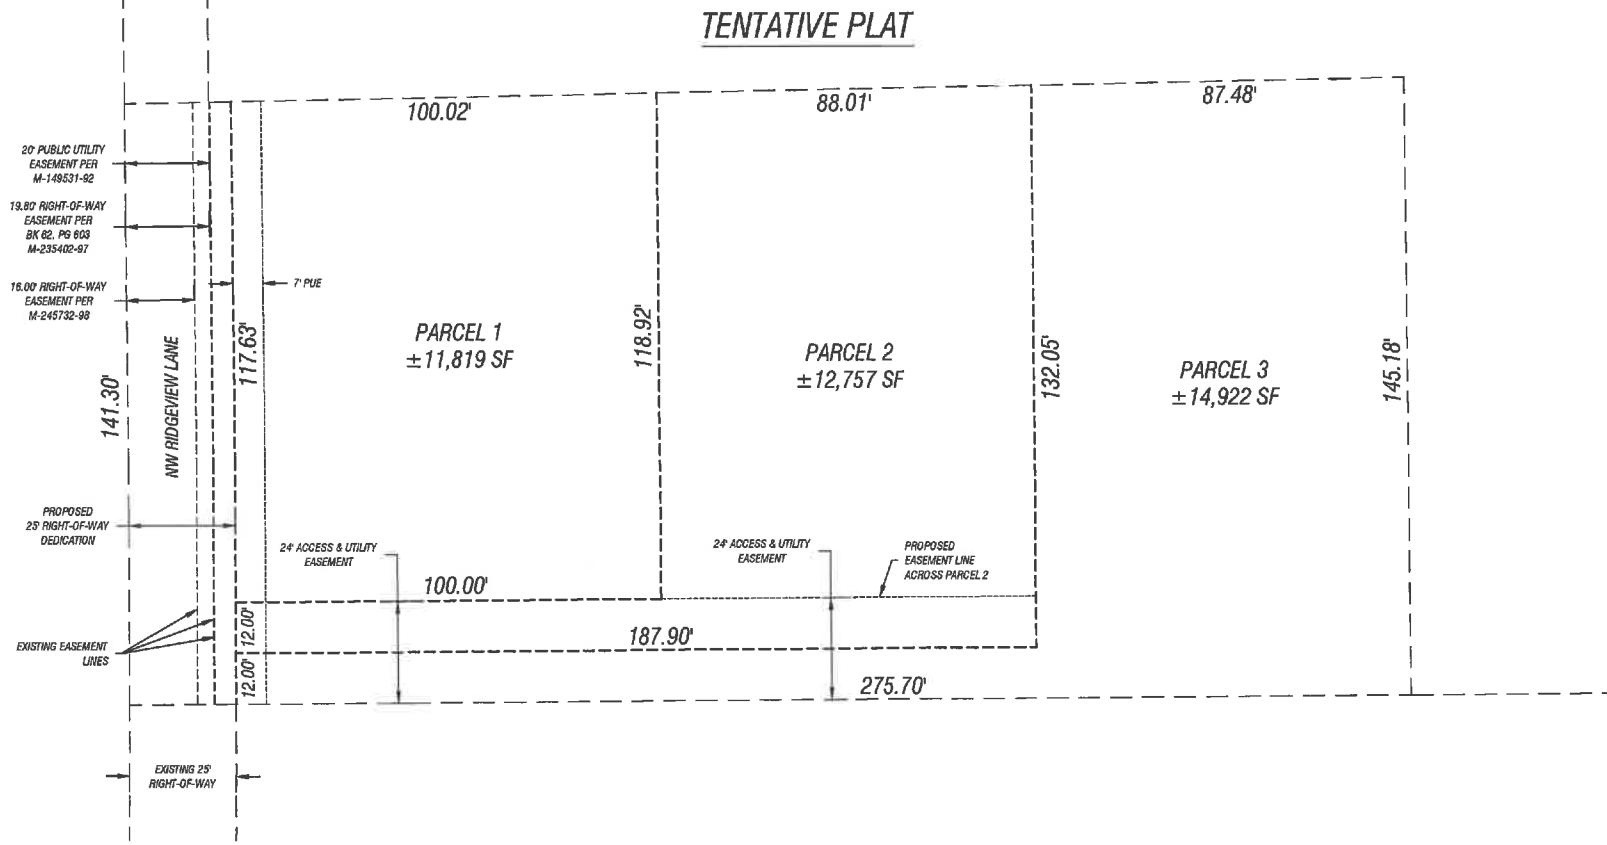 TENTATIVE PLAT
100.02'
88.01'
87.48'
20' PUBLIC UTILITY
EASEMENT PER
M-149531-92
19.80' RIGHT-OF-WAY
EASEMENT PER
BK 62, PG 603
M-235402-97
16.00' RIGHT-OF-WAY
EASEMENT PER
M-245732-98
7' PUE
141.30'
NW RIDGEVIEW LANE
117.63'
PARCEL 1
±11,819 SF
118.92'
PARCEL 2
±12,757 SF
132.05'
PARCEL 3
±14,922 SF
145.18'
PROPOSED
25' RIGHT-OF-WAY
DEDICATION
24' ACCESS & UTILITY
EASEMENT
24' ACCESS & UTILITY
EASEMENT
PROPOSED
EASEMENT LINE
ACROSS PARCEL 2
100.00'
12.00'
187.90'
EXISTING EASEMENT
LINES
12.00'
275.70'
EXISTING 25'
RIGHT-OF-WAY